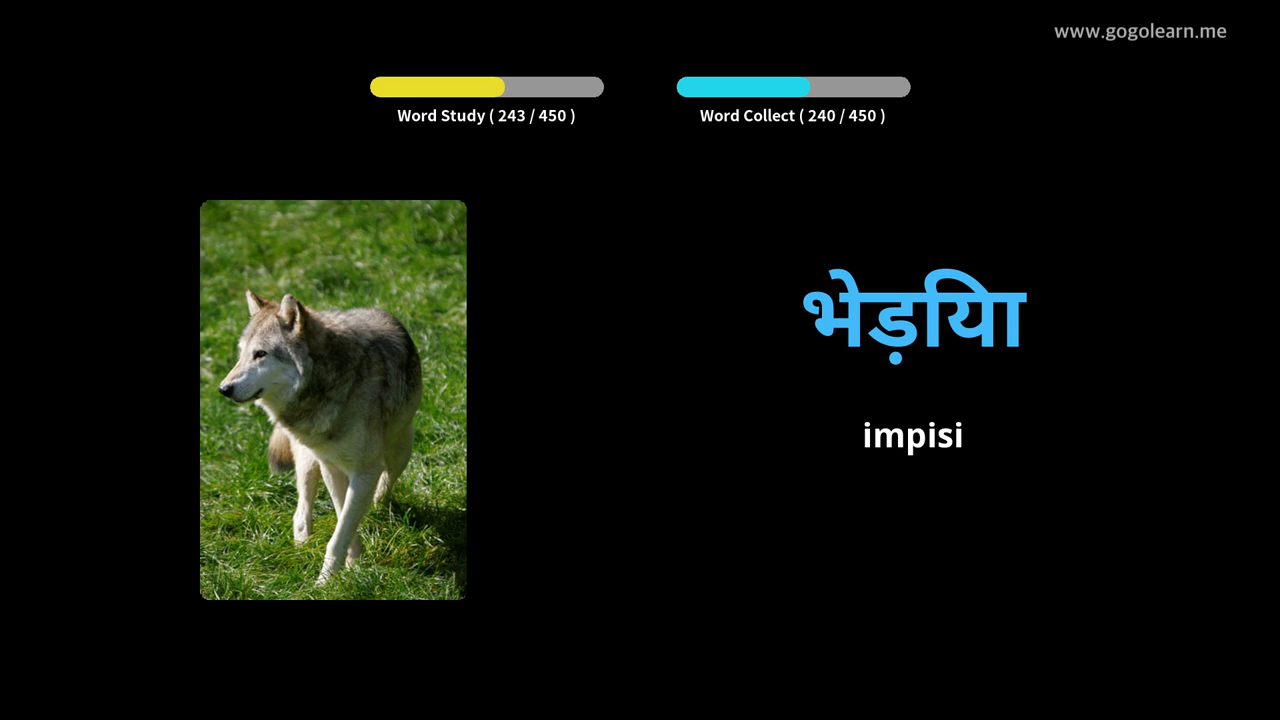 www.gogolearn.me
Word Study ( 243 / 450 )
Word Collect ( 240 / 450 )
भेड़िया
impisi